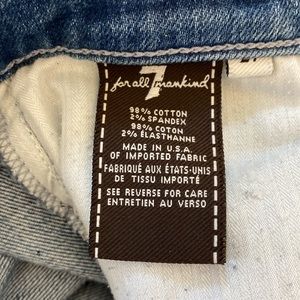 7
for all mankind
98% COTTON
2% SPANDEX
98% COTON
2% ÉLASTHANNE
MADE IN U.S.A.
OF IMPORTED FABRIC
FABRIQUÉ AUX ÉTATS-UNIS
DE TISSU IMPORTÉ
SEE REVERSE FOR CARE
ENTRETIEN AU VERSO